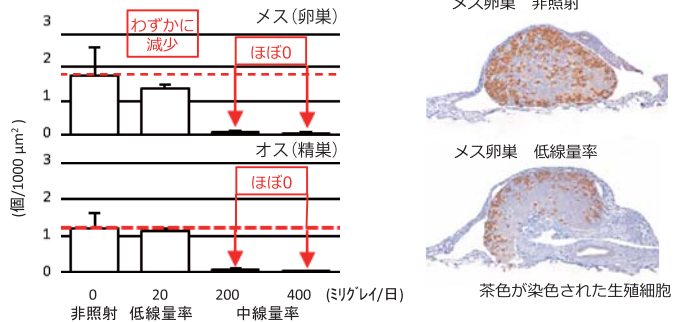 メス(卵巣)
3
2
1
0
わずかに
減少
ほぼ0
オス(精巣)
3
2
1
0
ほぼ0
(個/1000 μm²)
0 20 200 400 (ミリグレイ/日)
非照射 低線量率 中線量率
メス卵巣 非照射
メス卵巣 低線量率
茶色が染色された生殖細胞